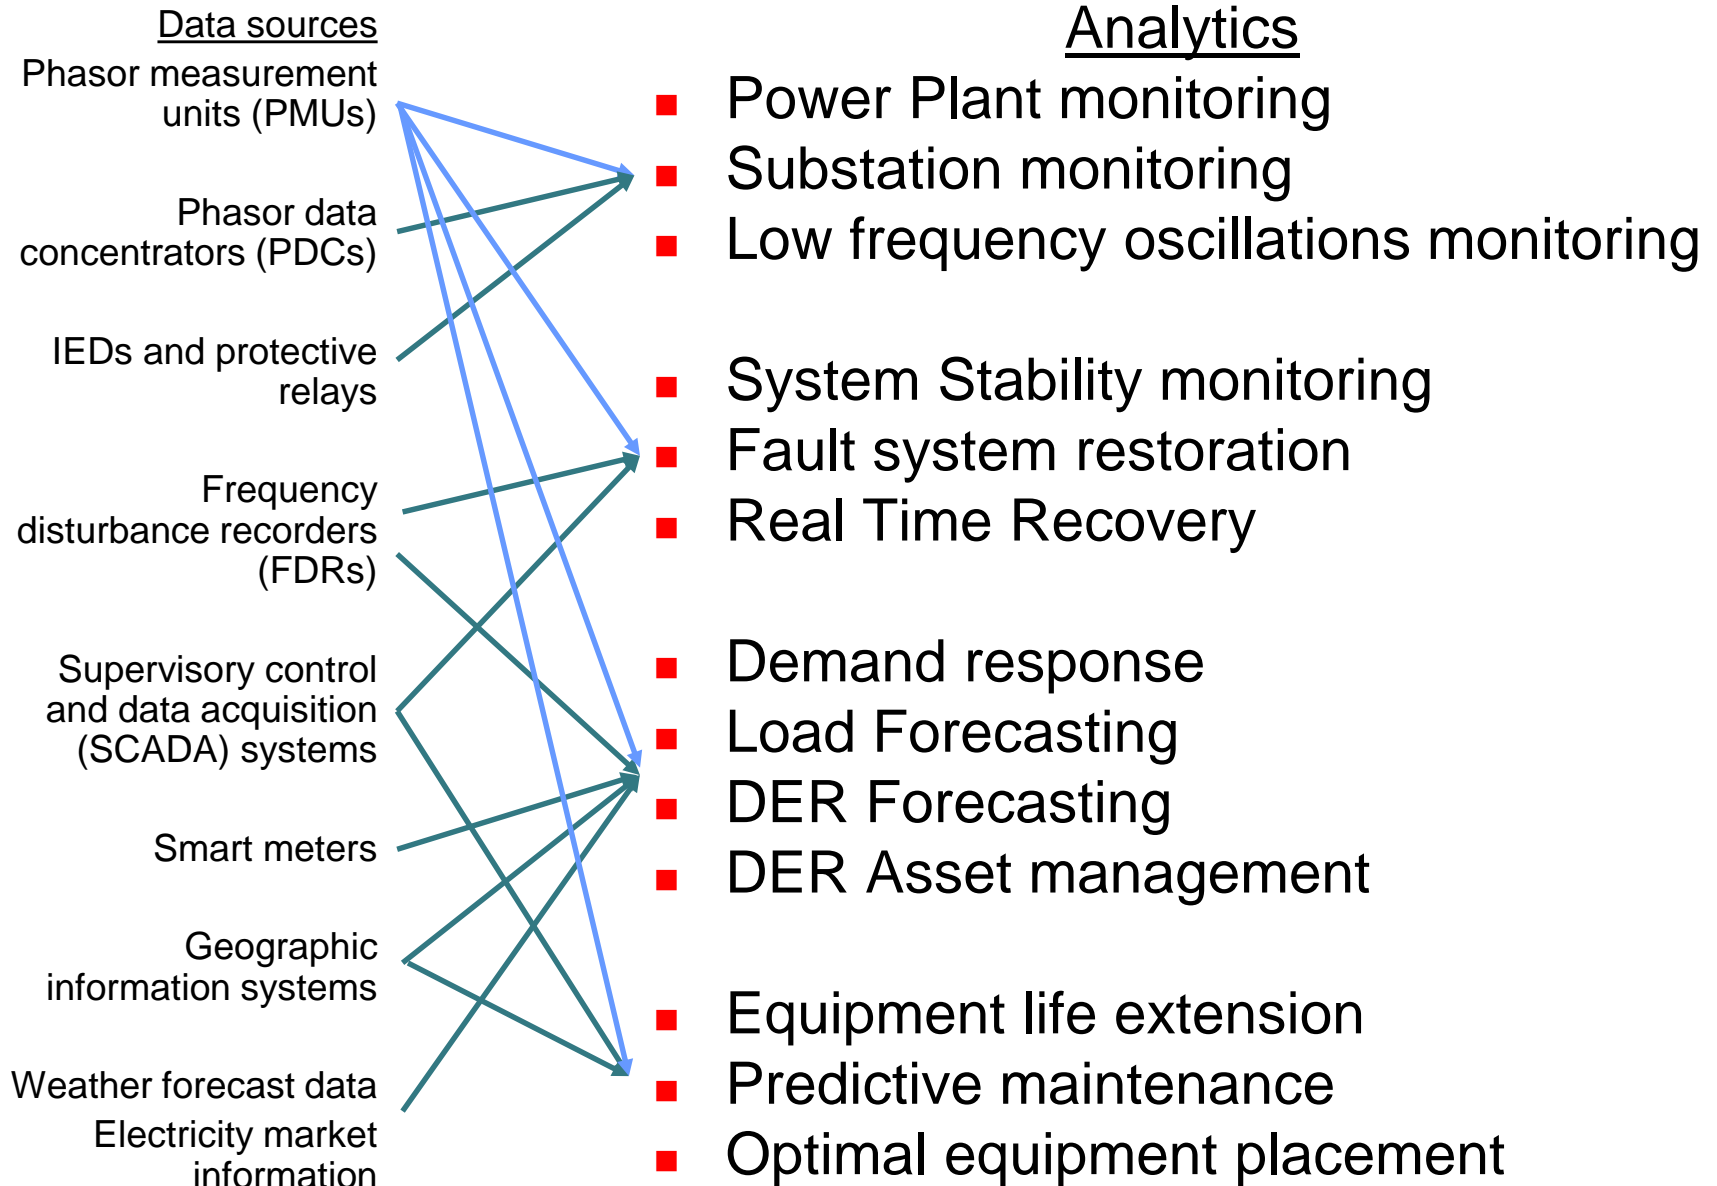 Data sources
Phasor measurement
units (PMUs)
Phasor data
concentrators (PDCs)
IEDs and protective
relays
Frequency
disturbance recorders
(FDRs)
Supervisory control
and data acquisition
(SCADA) systems
Smart meters
Geographic
information systems
Weather forecast data
Electricity market
information
Analytics
Power Plant monitoring
Substation monitoring
Low frequency oscillations monitoring
System Stability monitoring
Fault system restoration
Real Time Recovery
Demand response
Load Forecasting
DER Forecasting
DER Asset management
Equipment life extension
Predictive maintenance
Optimal equipment placement